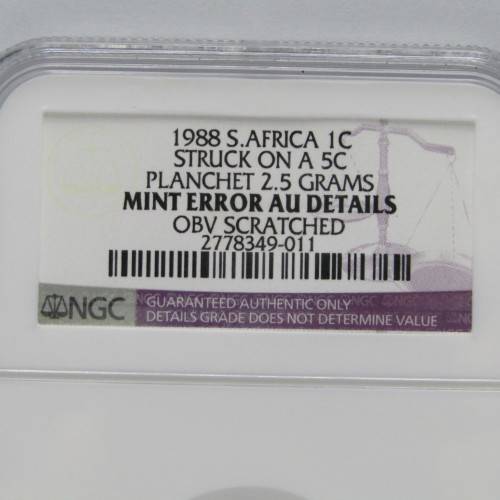 1988 S.AFRICA 1C
STRUCK ON A 5C
PLANCHET 2.5 GRAMS
MINT ERROR AU DETAILS
OBV SCRATCHED
2778349-011
NGC
GUARANTEED AUTHENTIC ONLY
DETAILS GRADE DOES NOT DETERMINE VALUE